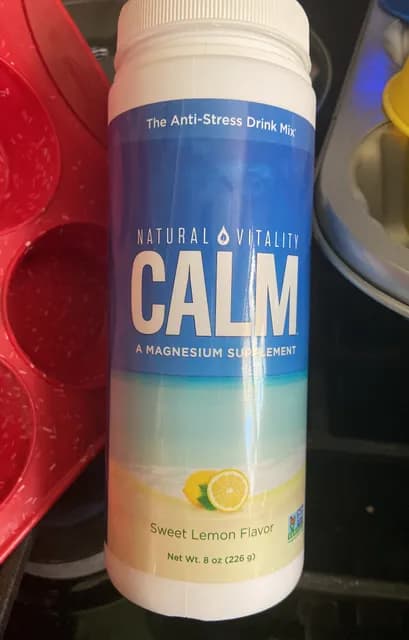 The Anti-Stress Drink Mix
NATURAL VITALITY
CALM
A MAGNESIUM SUPPLEMENT
Sweet Lemon Flavor
Net Wt. 8 oz (226 g)